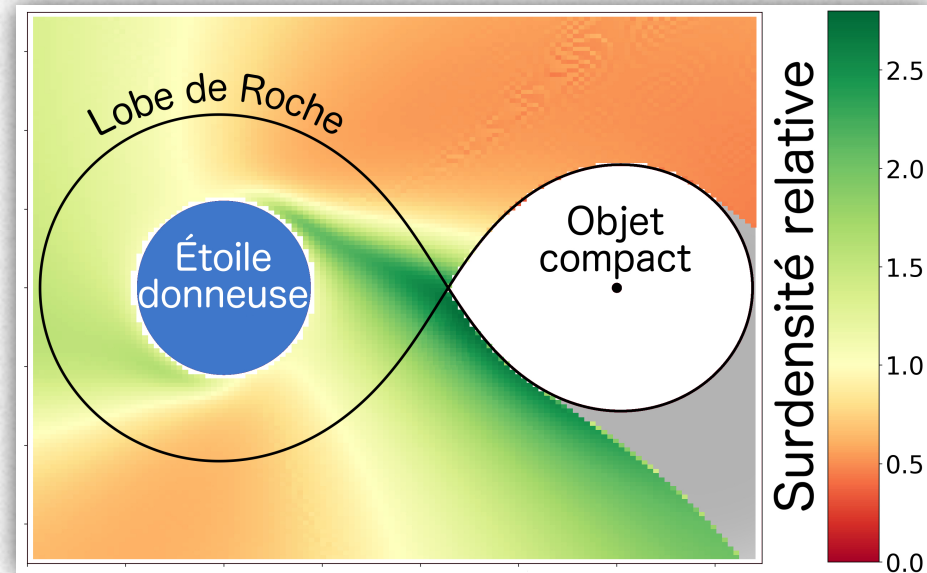 Lobe de Roche
Étoile
donneuse
Objet
compact
Surdensité relative
2.5
2.0
1.5
1.0
0.5
0.0